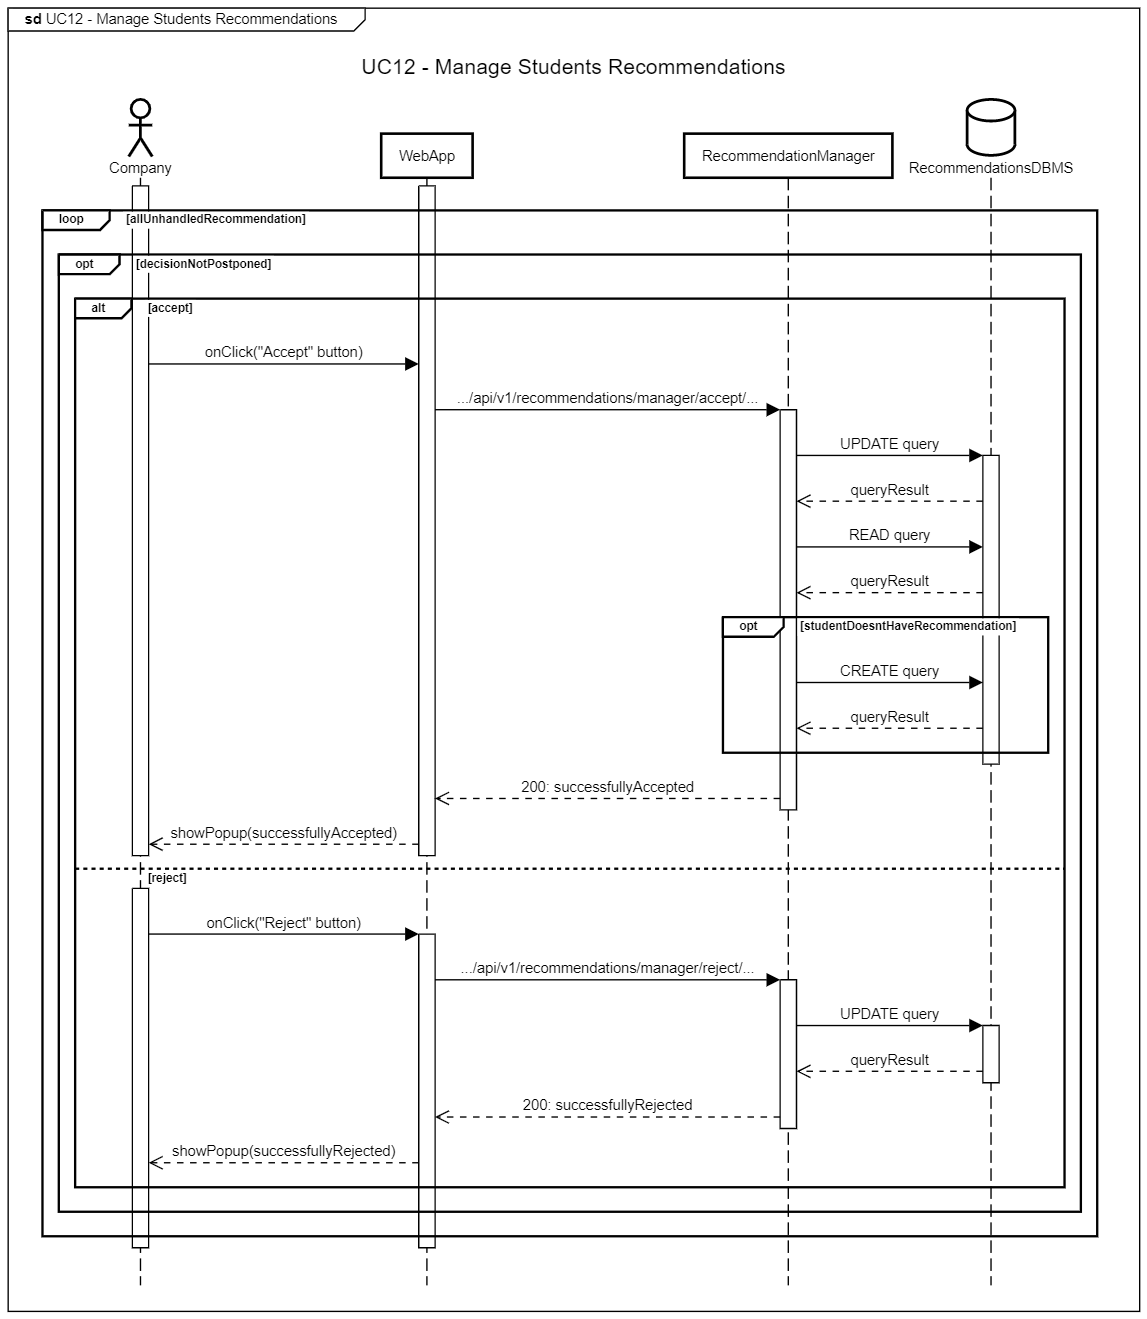 sd UC12 - Manage Students Recommendations
UC12 - Manage Students Recommendations
Company
WebApp
RecommendationManager
RecommendationsDBMS
loop [allUnhandledRecommendation]
opt [decisionNotPostponed]
alt [accept]
onClick("Accept" button)
.../api/v1/recommendations/manager/accept/...
UPDATE query
queryResult
READ query
queryResult
opt [studentDoesntHaveRecommendation]
CREATE query
queryResult
200: successfullyAccepted
showPopup(successfullyAccepted)
[reject]
onClick("Reject" button)
.../api/v1/recommendations/manager/reject/...
UPDATE query
queryResult
200: successfullyRejected
showPopup(successfullyRejected)